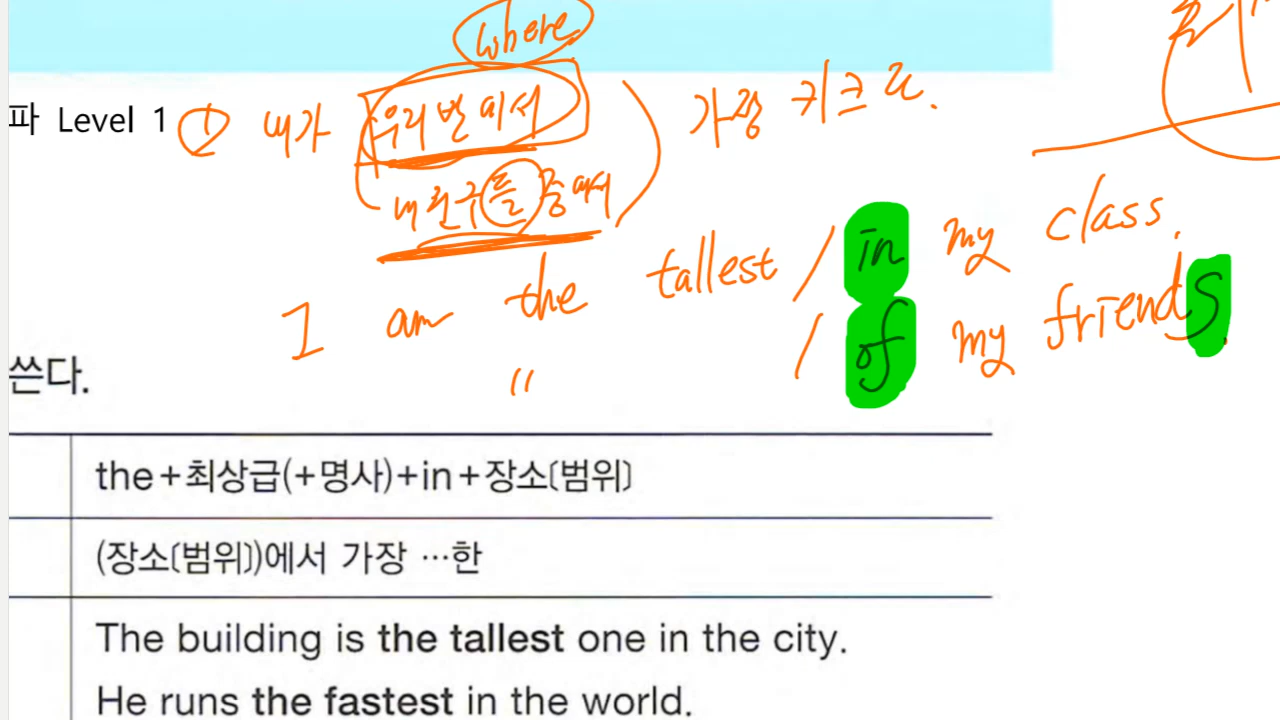 where
파 Level 1 ① 내가 우리 반에서 가장 키크다.
내 친구들 중에서
I am the tallest / in my class.
" / of my friends.
쓴다.
the+최상급(+명사)+in+장소(범위)
(장소(범위))에서 가장 …한
The building is the tallest one in the city.
He runs the fastest in the world.